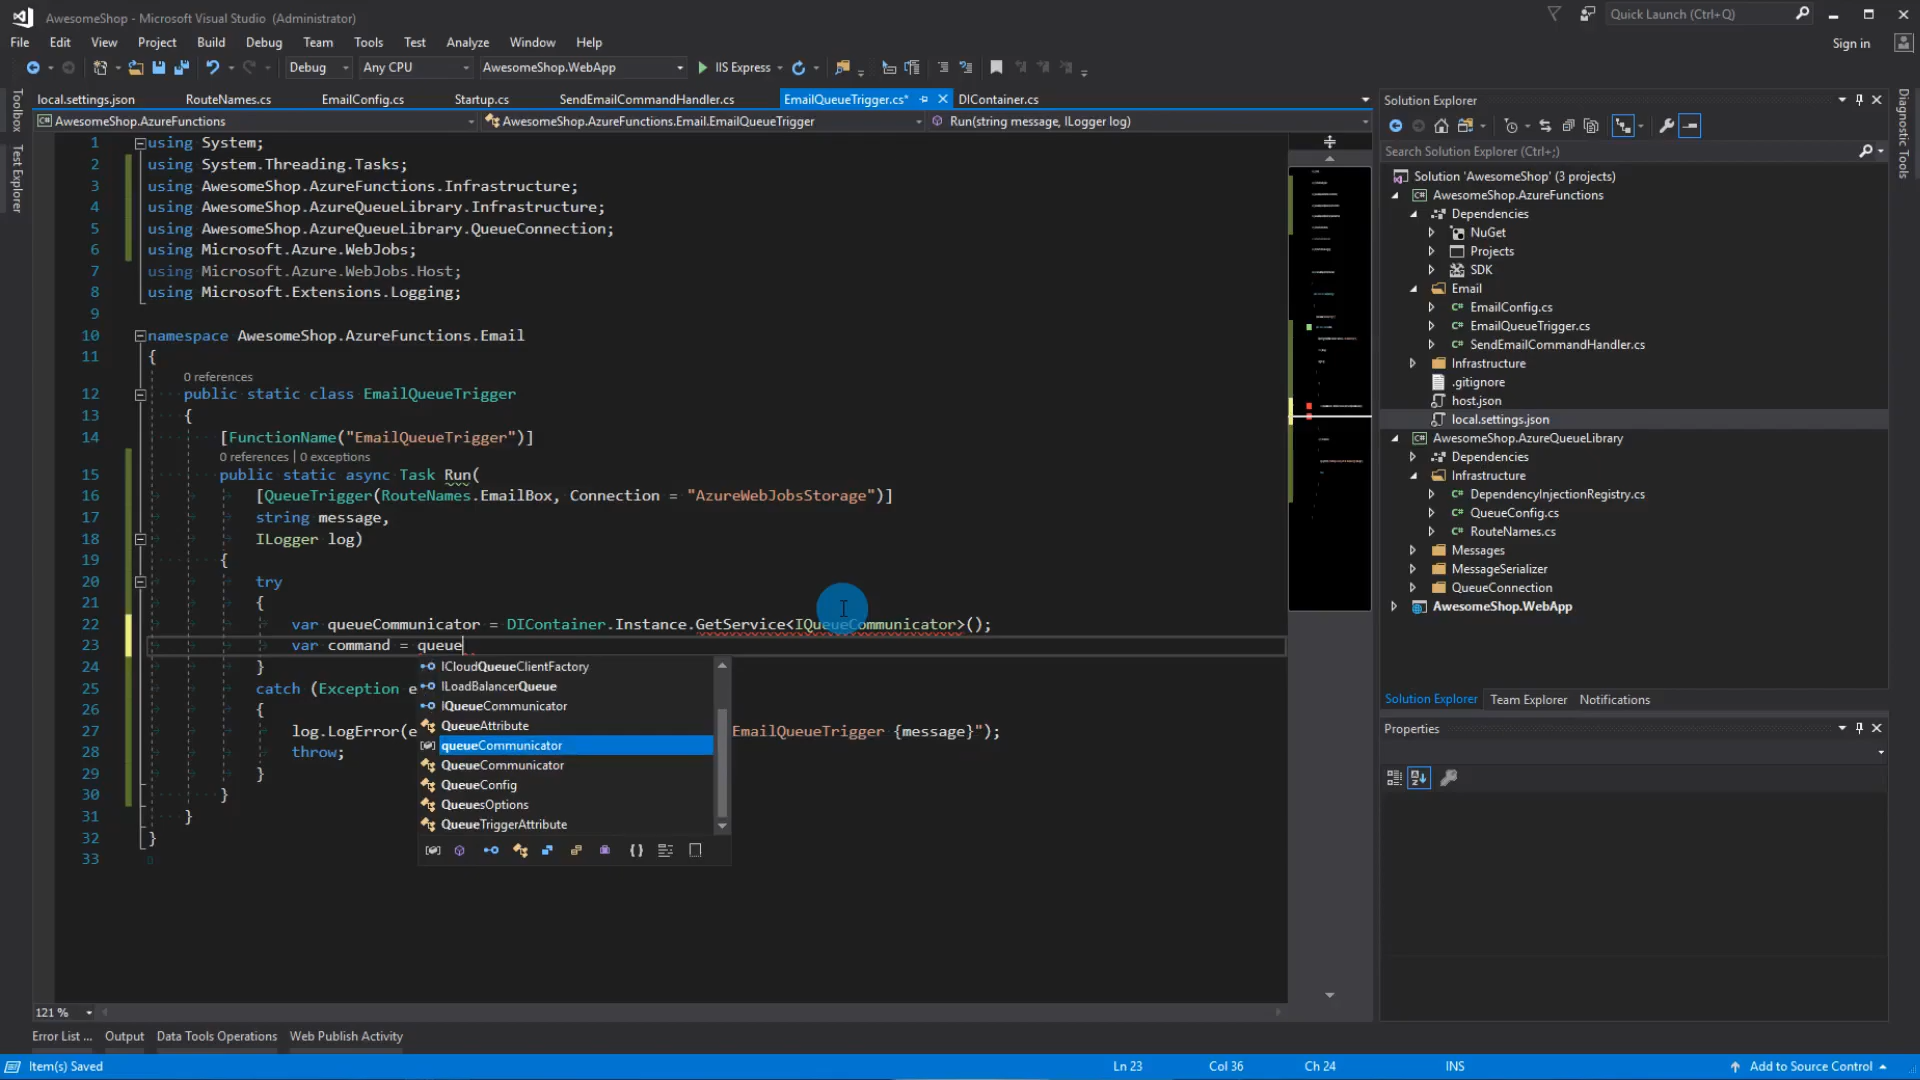 AwesomeShop - Microsoft Visual Studio (Administrator)
Quick Launch (Ctrl+Q)
File Edit View Project Build Debug Team Tools Test Analyze Window Help
Sign in
Debug Any CPU AwesomeShop.WebApp IIS Express
local.settings.json RouteNames.cs EmailConfig.cs Startup.cs SendEmailCommandHandler.cs EmailQueueTrigger.cs* DIContainer.cs
AwesomeShop.AzureFunctions AwesomeShop.AzureFunctions.Email.EmailQueueTrigger Run(string message, ILogger log)
Toolbox
Test Explorer
1 using System;
2 using System.Threading.Tasks;
3 using AwesomeShop.AzureFunctions.Infrastructure;
4 using AwesomeShop.AzureQueueLibrary.Infrastructure;
5 using AwesomeShop.AzureQueueLibrary.QueueConnection;
6 using Microsoft.Azure.WebJobs;
7 using Microsoft.Azure.WebJobs.Host;
8 using Microsoft.Extensions.Logging;
9
10 namespace AwesomeShop.AzureFunctions.Email
11 {
0 references
12 public static class EmailQueueTrigger
13 {
14 [FunctionName("EmailQueueTrigger")]
0 references | 0 exceptions
15 public static async Task Run(
16 [QueueTrigger(RouteNames.EmailBox, Connection = "AzureWebJobsStorage")]
17 string message,
18 ILogger log)
19 {
20 try
21 {
22 var queueCommunicator = DIContainer.Instance.GetService<IQueueCommunicator>();
23 var command = queue
24 }
25 catch (Exception e
26 {
27 log.LogError(e EmailQueueTrigger {message}");
28 throw;
29 }
30 }
31 }
32 }
33
ICloudQueueClientFactory
ILoadBalancerQueue
IQueueCommunicator
QueueAttribute
queueCommunicator
QueueCommunicator
QueueConfig
QueuesOptions
QueueTriggerAttribute
121 %
Error List ... Output Data Tools Operations Web Publish Activity
Item(s) Saved Ln 23 Col 36 Ch 24 INS Add to Source Control
Solution Explorer
Search Solution Explorer (Ctrl+;)
Solution 'AwesomeShop' (3 projects)
AwesomeShop.AzureFunctions
Dependencies
NuGet
Projects
SDK
Email
EmailConfig.cs
EmailQueueTrigger.cs
SendEmailCommandHandler.cs
Infrastructure
.gitignore
host.json
local.settings.json
AwesomeShop.AzureQueueLibrary
Dependencies
Infrastructure
DependencyInjectionRegistry.cs
QueueConfig.cs
RouteNames.cs
Messages
MessageSerializer
QueueConnection
AwesomeShop.WebApp
Solution Explorer Team Explorer Notifications
Properties
Diagnostic Tools